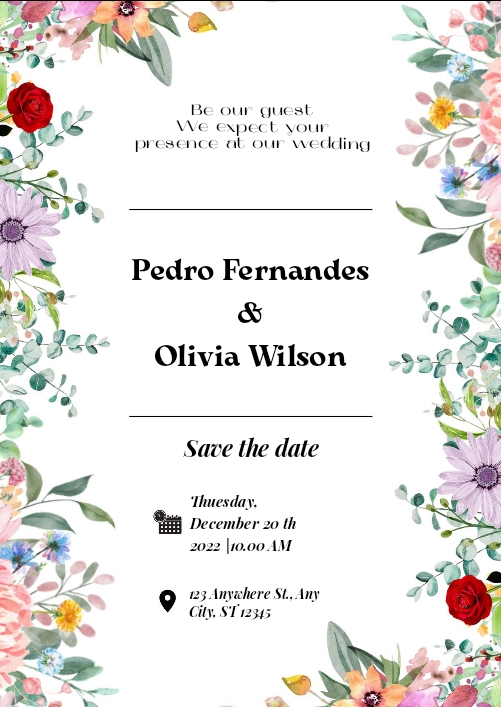 Be our guest
We expect your
presence at our wedding
Pedro Fernandes
&
Olivia Wilson
Save the date
Thuesday,
December 20 th
2022 |10.00 AM
123 Anywhere St., Any
City, ST 12345